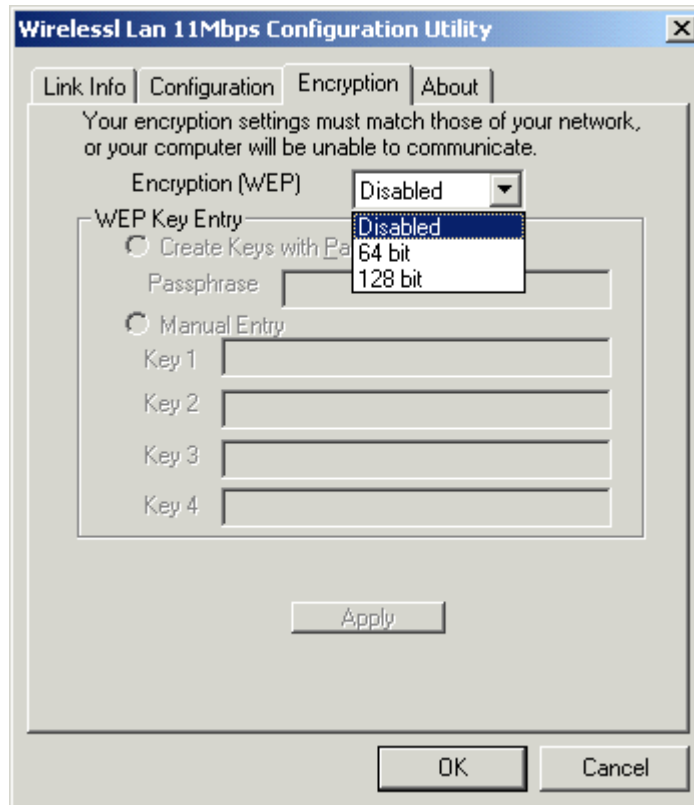 Wirelessl Lan 11Mbps Configuration Utility
Link Info Configuration Encryption About
Your encryption settings must match those of your network,
or your computer will be unable to communicate.
Encryption (WEP) Disabled
Disabled
64 bit
128 bit
WEP Key Entry
Create Keys with
Passphrase
Manual Entry
Key 1
Key 2
Key 3
Key 4
Apply
OK Cancel